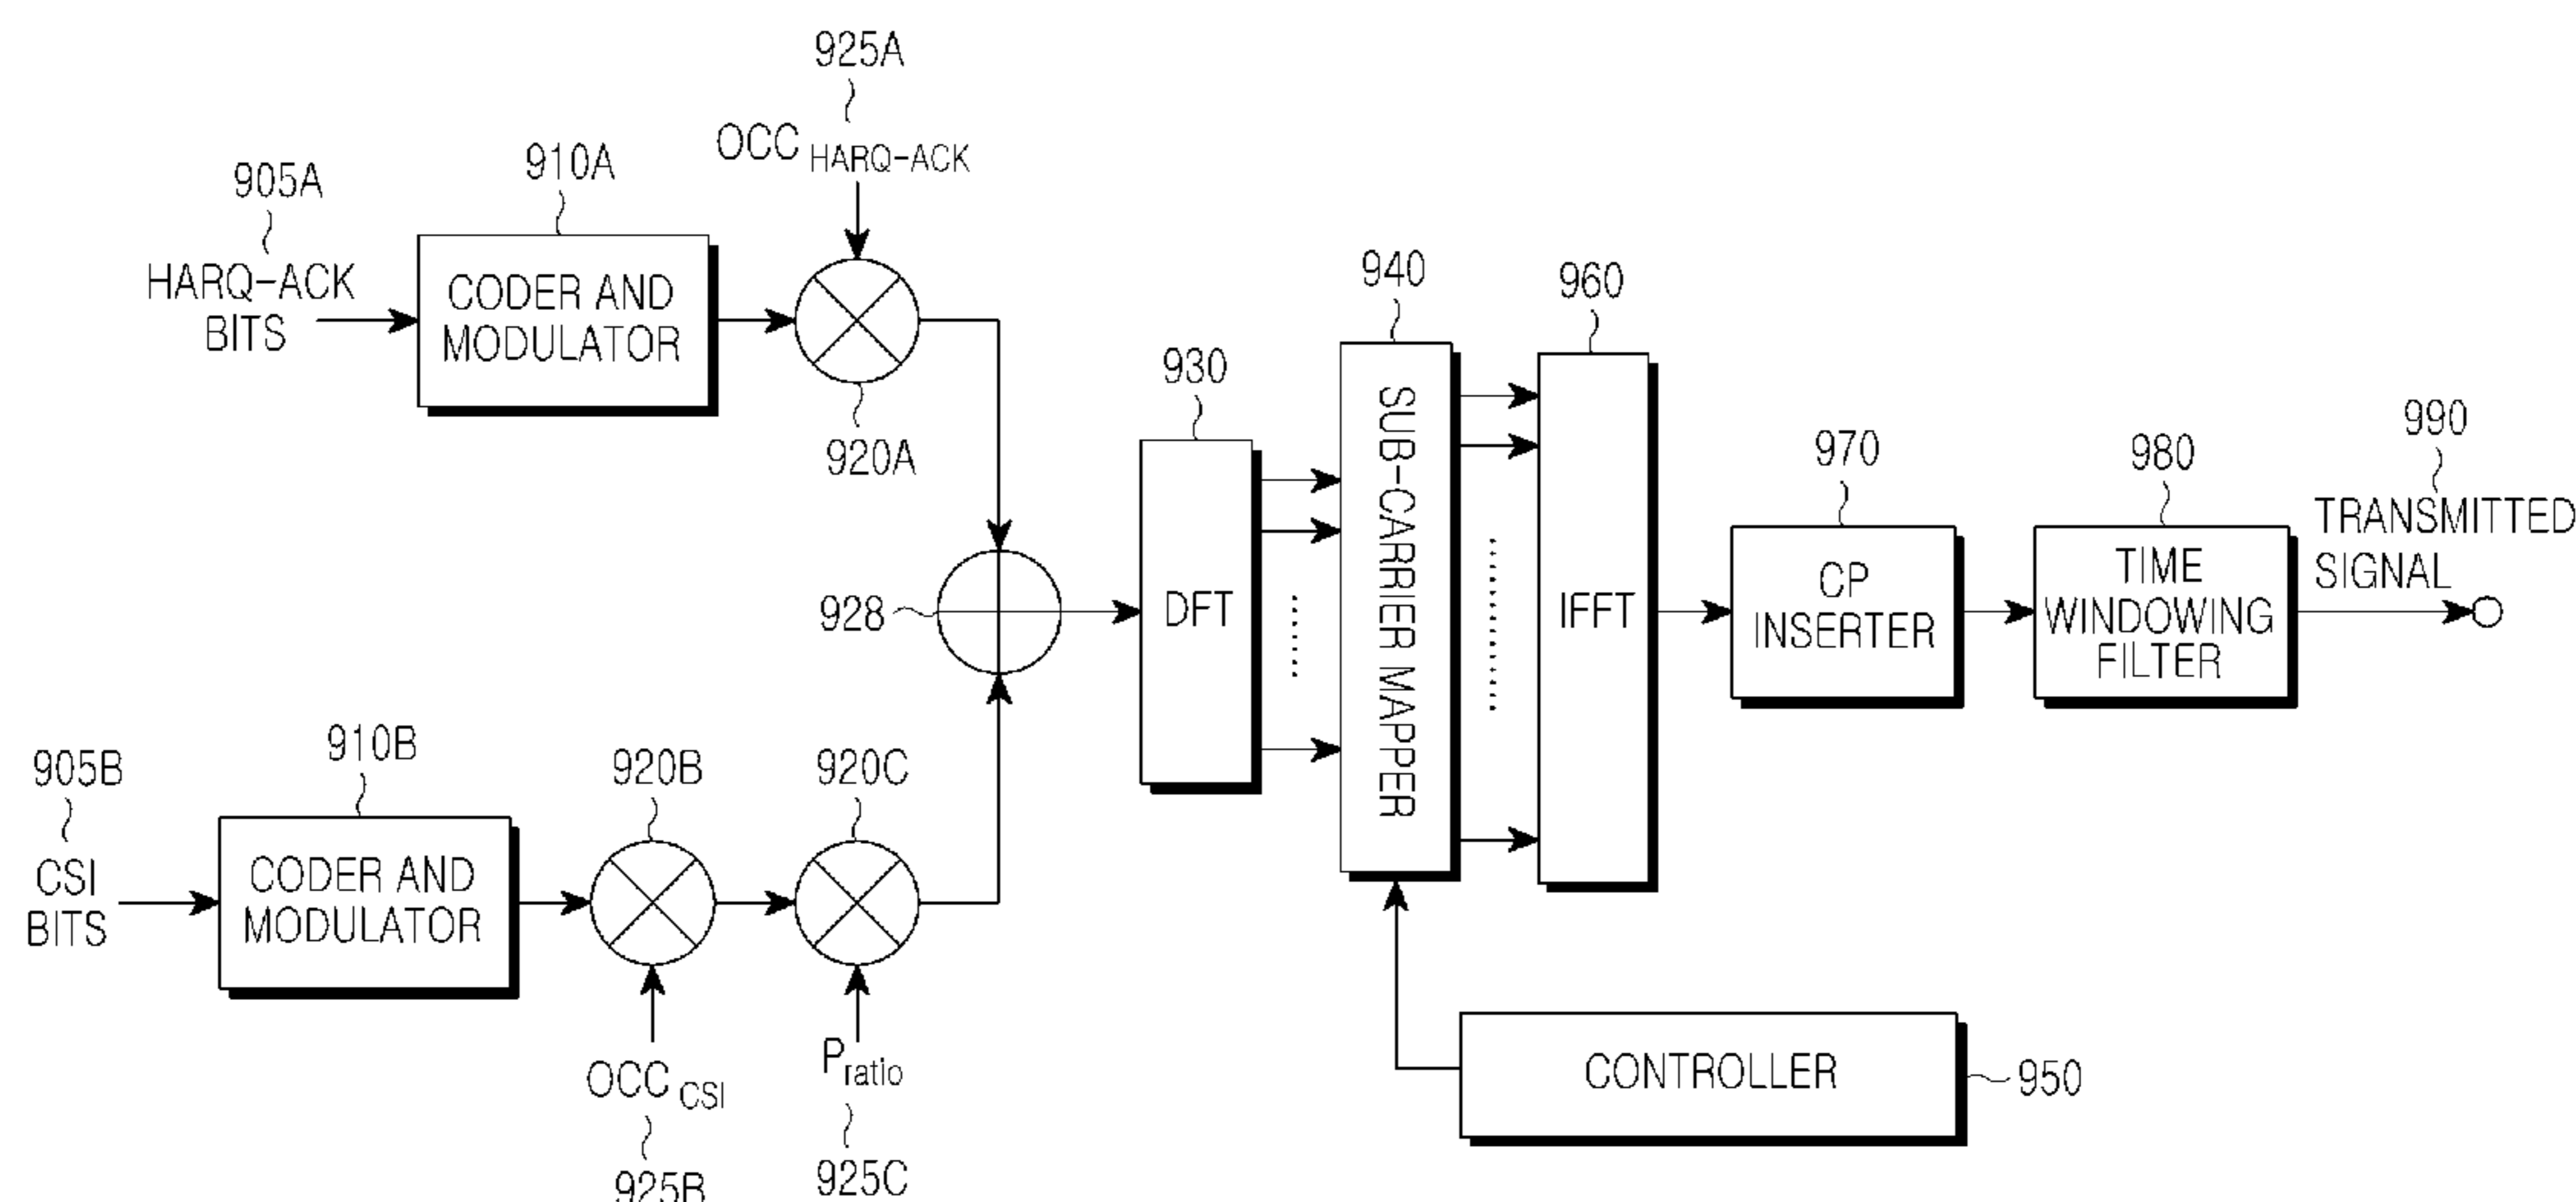 925A
OCC HARQ-ACK
905A
910A
HARQ-ACK
BITS
CODER AND
MODULATOR
920A
940
960
930
SUB-CARRIER MAPPER
990
970
980
TRANSMITTED
SIGNAL
928
DFT
IFFT
CP
INSERTER
TIME
WINDOWING
FILTER
905B
910B
920B
920C
CSI
BITS
CODER AND
MODULATOR
OCC CSI
Pratio
925B
925C
CONTROLLER
950